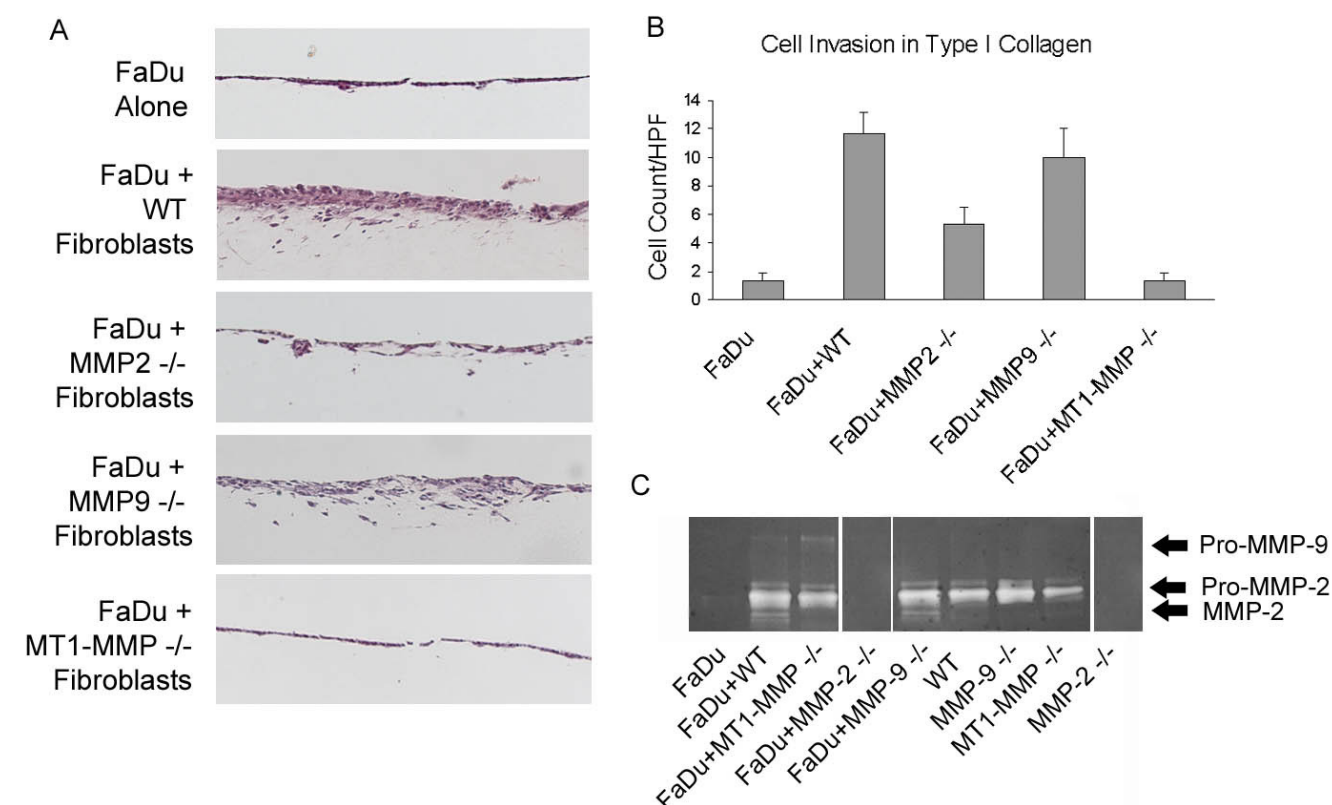 A
FaDu
Alone
FaDu +
WT
Fibroblasts
FaDu +
MMP2 -/-
Fibroblasts
FaDu +
MMP9 -/-
Fibroblasts
FaDu +
MT1-MMP -/-
Fibroblasts
B
Cell Invasion in Type I Collagen
Cell Count/HPF
14
12
10
8
6
4
2
0
FaDu
FaDu+WT
FaDu+MMP2 -/-
FaDu+MMP9 -/-
FaDu+MT1-MMP -/-
C
Pro-MMP-9
Pro-MMP-2
MMP-2
FaDu
FaDu+WT
FaDu+MT1-MMP -/-
FaDu+MMP-2 -/-
FaDu+MMP-9 -/-
WT
MMP-9 -/-
MT1-MMP -/-
MMP-2 -/-